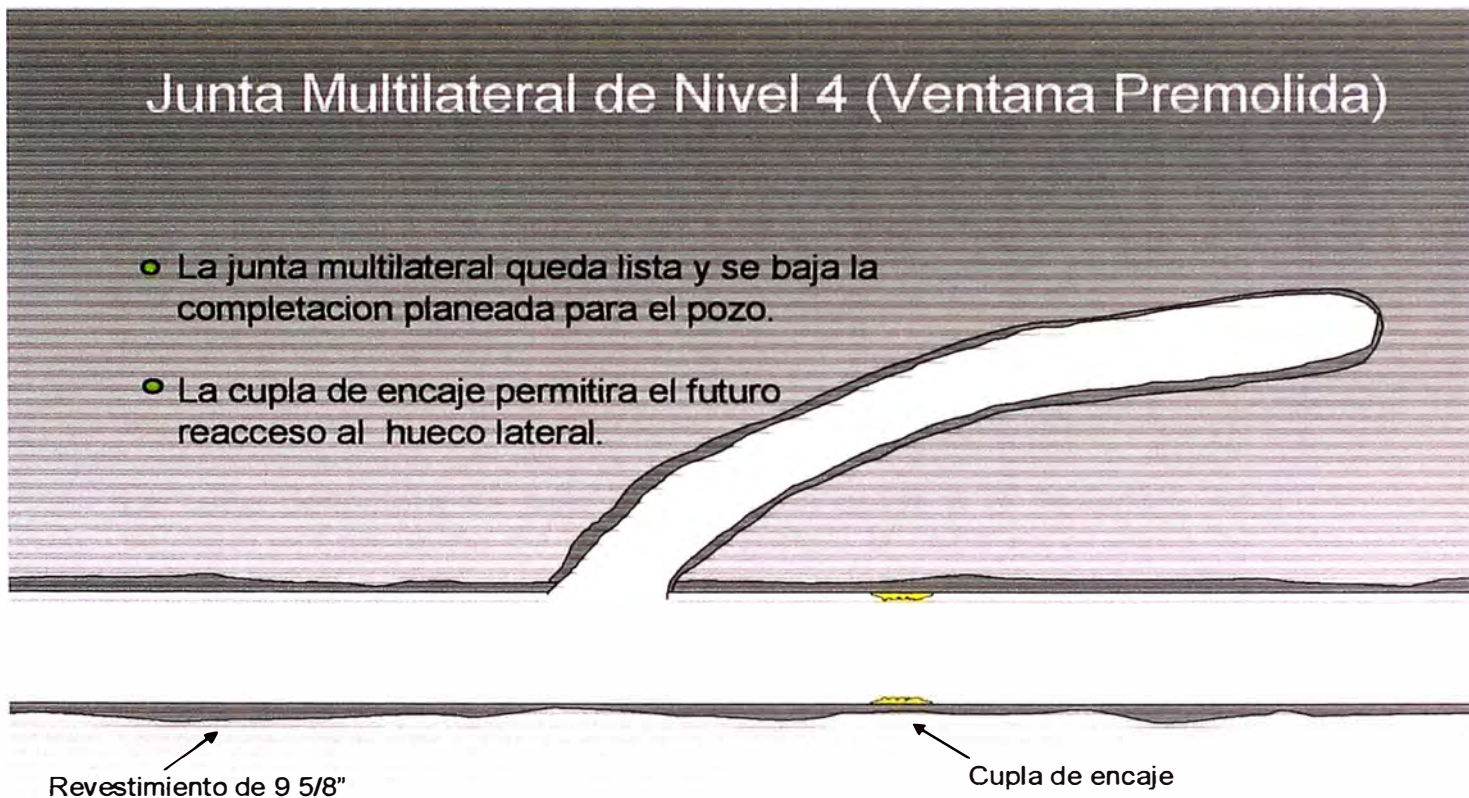 Junta Multilateral de Nivel 4 (Ventana Premolida)
La junta multilateral queda lista y se baja la
completacion planeada para el pozo.
La cupla de encaje permitira el futuro
reacceso al hueco lateral.
Revestimiento de 9 5/8"
Cupla de encaje